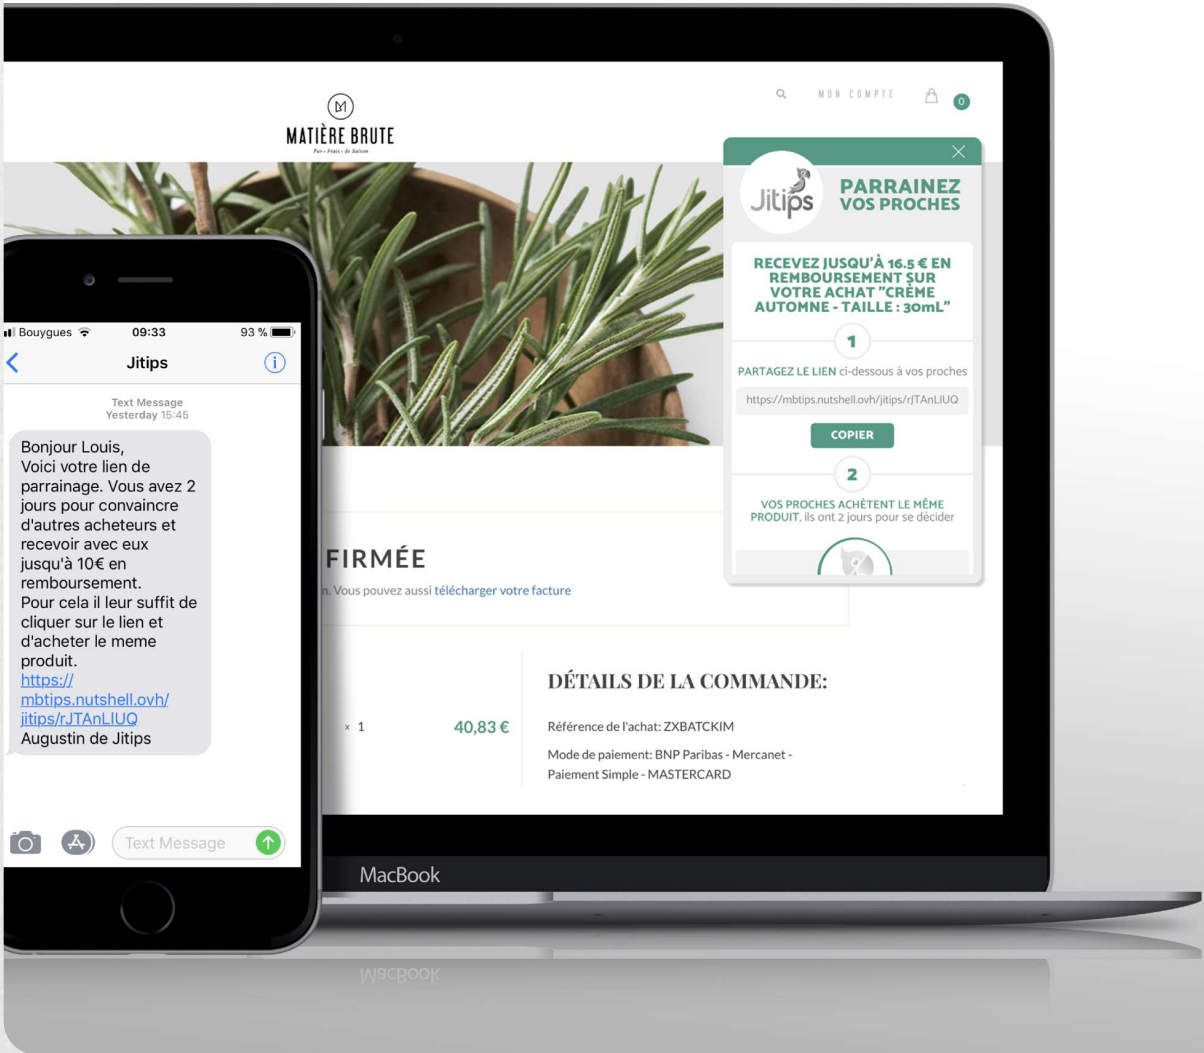 MATIÈRE BRUTE
Pur • Frais • de Saison
MON COMPTE
0
Jitips
PARRAINEZ
VOS PROCHES
RECEVEZ JUSQU'À 16.5 € EN
REMBOURSEMENT SUR
VOTRE ACHAT "CRÈME
AUTOMNE - TAILLE : 30mL"
1
PARTAGEZ LE LIEN ci-dessous à vos proches
https://mbtips.nutshell.ovh/jitips/rJTAnLIUQ
COPIER
2
VOS PROCHES ACHÈTENT LE MÊME
PRODUIT, ils ont 2 jours pour se décider
FIRMÉE
n. Vous pouvez aussi télécharger votre facture
x 1
40,83 €
DÉTAILS DE LA COMMANDE:
Référence de l'achat: ZXBATCKIM
Mode de paiement: BNP Paribas - Mercanet -
Paiement Simple - MASTERCARD
MacBook
Bouygues
09:33
93 %
Jitips
Text Message
Yesterday 15:45
Bonjour Louis,
Voici votre lien de
parrainage. Vous avez 2
jours pour convaincre
d'autres acheteurs et
recevoir avec eux
jusqu'à 10€ en
remboursement.
Pour cela il leur suffit de
cliquer sur le lien et
d'acheter le meme
produit.
https://
mbtips.nutshell.ovh/
jitips/rJTAnLIUQ
Augustin de Jitips
Text Message